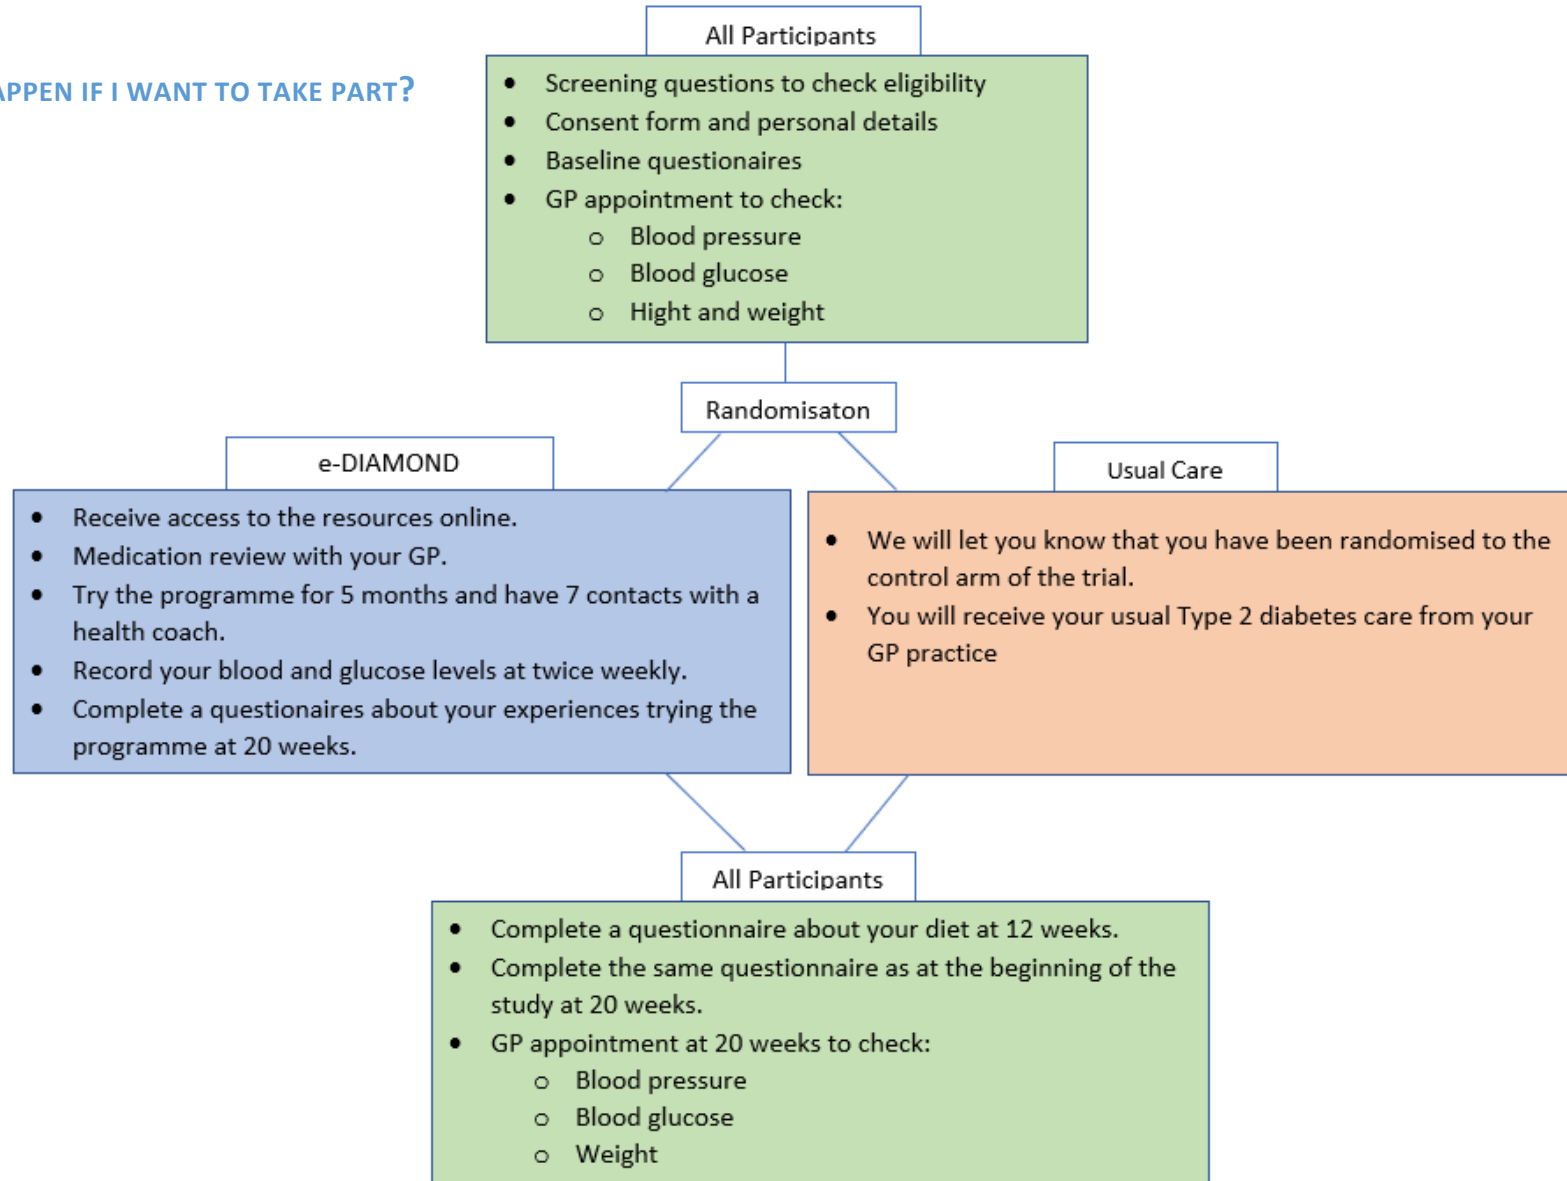 All Participants
APPEN IF I WANT TO TAKE PART?
• Screening questions to check eligibility
• Consent form and personal details
• Baseline questionaires
• GP appointment to check:
o Blood pressure
o Blood glucose
o Hight and weight
Randomisaton
e-DIAMOND
• Receive access to the resources online.
• Medication review with your GP.
• Try the programme for 5 months and have 7 contacts with a
health coach.
• Record your blood and glucose levels at twice weekly.
• Complete a questionaires about your experiences trying the
programme at 20 weeks.
Usual Care
• We will let you know that you have been randomised to the
control arm of the trial.
• You will receive your usual Type 2 diabetes care from your
GP practice
All Participants
• Complete a questionnaire about your diet at 12 weeks.
• Complete the same questionnaire as at the beginning of the
study at 20 weeks.
• GP appointment at 20 weeks to check:
o Blood pressure
o Blood glucose
o Weight